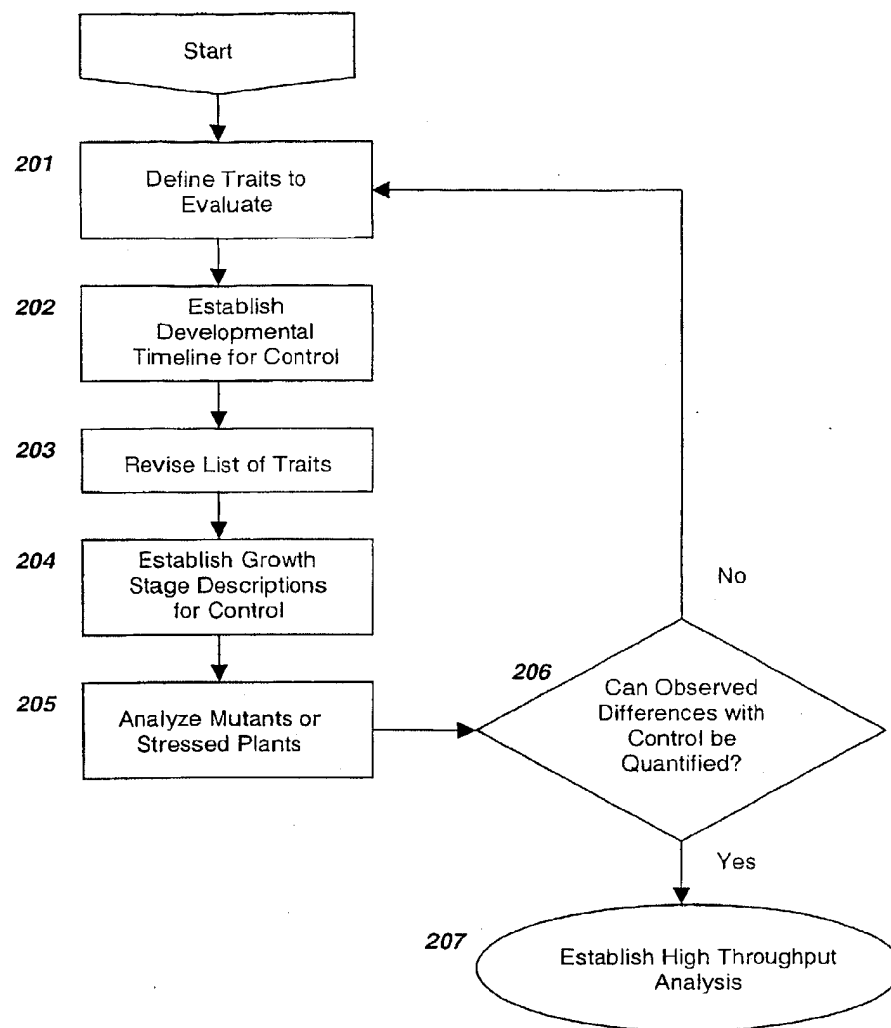 Start
201
Define Traits to
Evaluate
202
Establish
Developmental
Timeline for Control
203
Revise List of Traits
204
Establish Growth
Stage Descriptions
for Control
205
Analyze Mutants or
Stressed Plants
No
206
Can Observed
Differences with
Control be
Quantified?
Yes
207
Establish High Throughput
Analysis